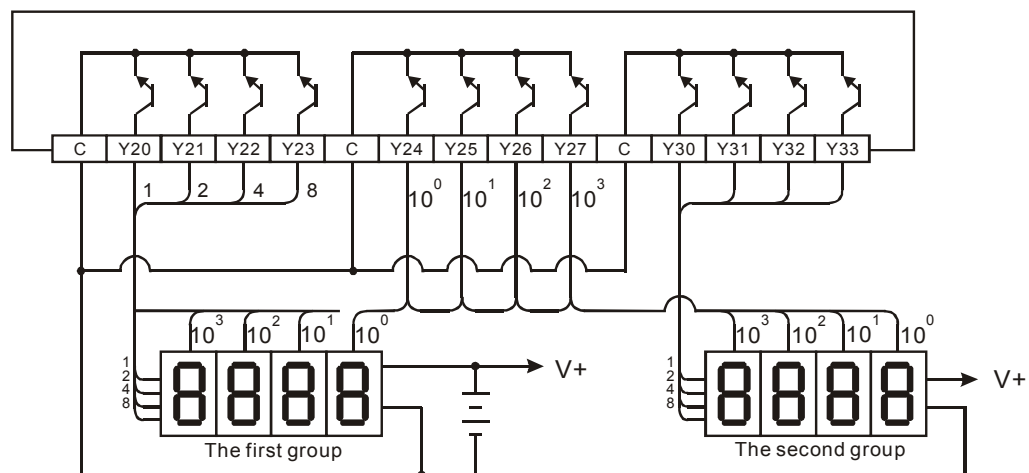 C Y20 Y21 Y22 Y23 C Y24 Y25 Y26 Y27 C Y30 Y31 Y32 Y33
1 2 4 8 10⁰ 10¹ 10² 10³
10³ 10² 10¹ 10⁰ 10³ 10² 10¹ 10⁰
1
2
4
8
V+
1
2
4
8
V+
The first group
The second group